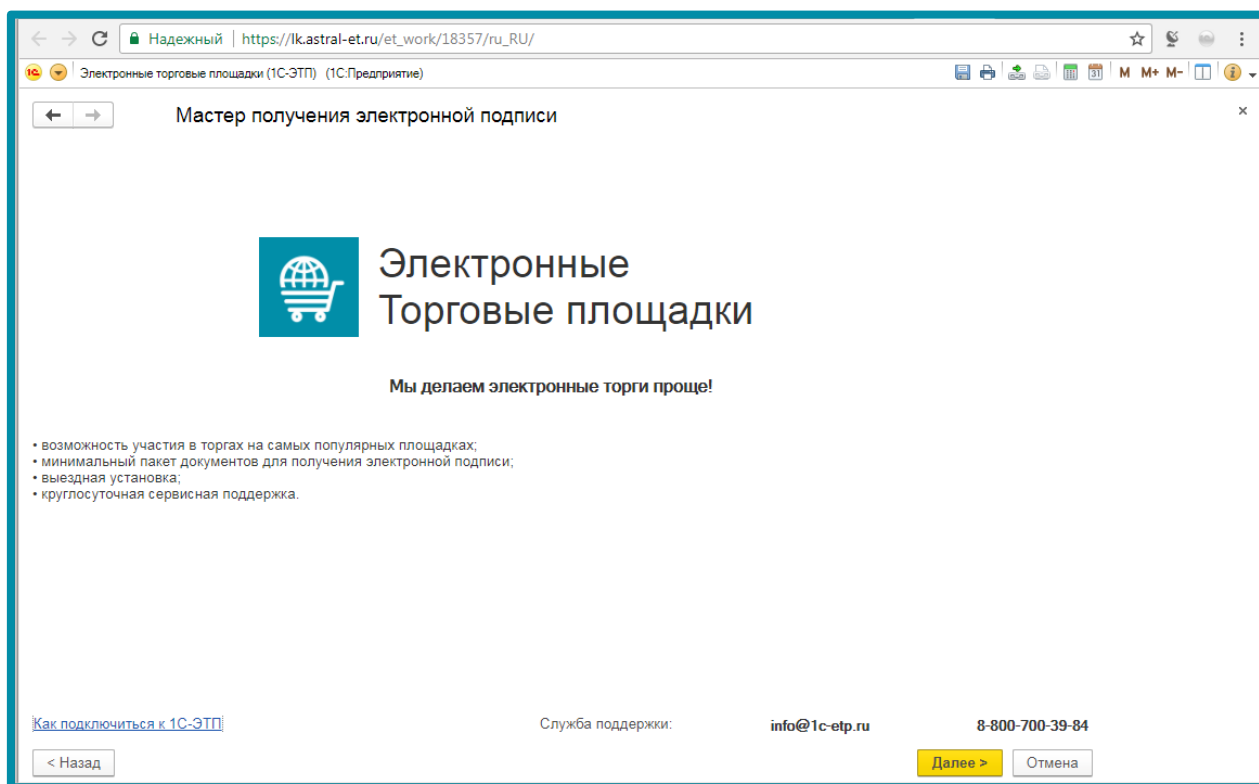 Надежный | https://lk.astral-et.ru/et_work/18357/ru_RU/
1С Электронные торговые площадки (1С-ЭТП) (1С:Предприятие) 31 M M+ M-
Мастер получения электронной подписи
Электронные
Торговые площадки
Мы делаем электронные торги проще!
• возможность участия в торгах на самых популярных площадках;
• минимальный пакет документов для получения электронной подписи;
• выездная установка;
• круглосуточная сервисная поддержка.
Как подключиться к 1С-ЭТП Служба поддержки: info@1c-etp.ru 8-800-700-39-84
< Назад Далее > Отмена